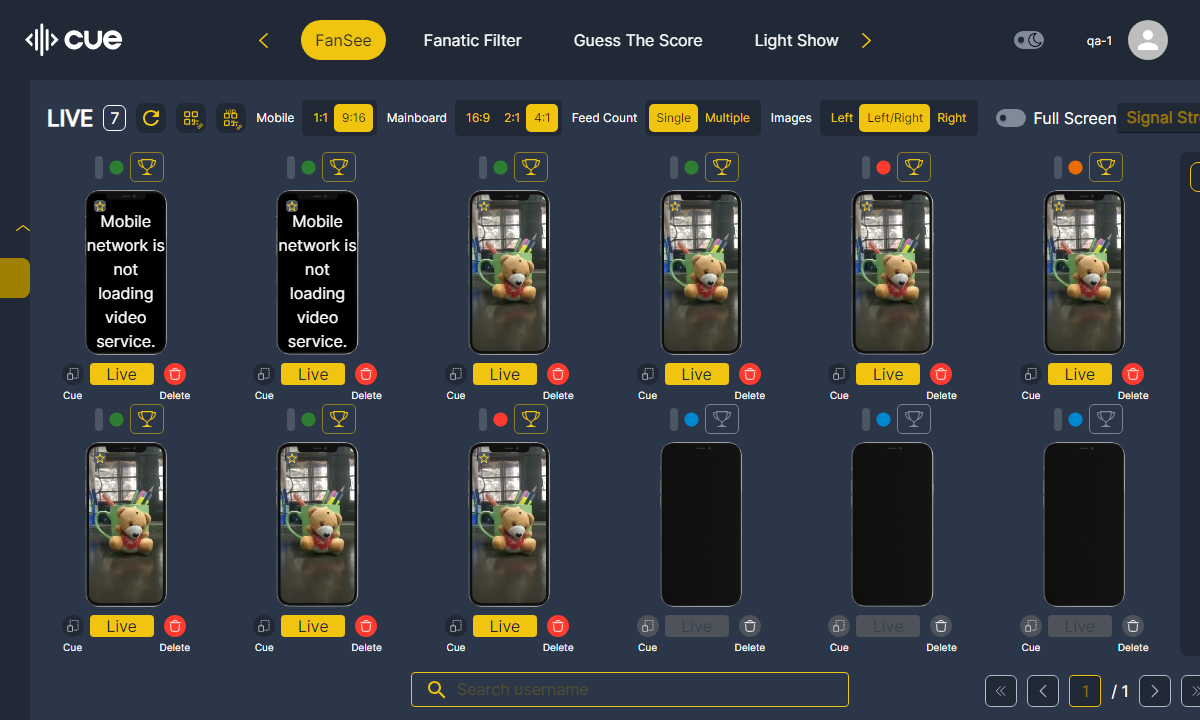 cue
FanSee
Fanatic Filter
Guess The Score
Light Show
qa-1
LIVE 7
Mobile 1:1 9:16
Mainboard 16:9 2:1 4:1
Feed Count Single Multiple
Images Left Left/Right Right
Full Screen
Signal Str
Mobile
network is
not
loading
video
service.
Mobile
network is
not
loading
video
service.
Live
Live
Live
Live
Live
Live
Cue Delete
Cue Delete
Cue Delete
Cue Delete
Cue Delete
Cue Delete
Live
Live
Live
Live
Live
Live
Cue Delete
Cue Delete
Cue Delete
Cue Delete
Cue Delete
Cue Delete
Search username
1 / 1